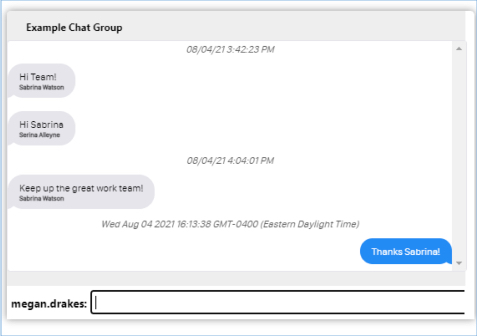 Example Chat Group
08/04/21 3:42:23 PM
Hi Team!
Sabrina Watson
Hi Sabrina
Serina Alleyne
08/04/21 4:04:01 PM
Keep up the great work team!
Sabrina Watson
Wed Aug 04 2021 16:13:38 GMT-0400 (Eastern Daylight Time)
Thanks Sabrina!
megan.drakes: